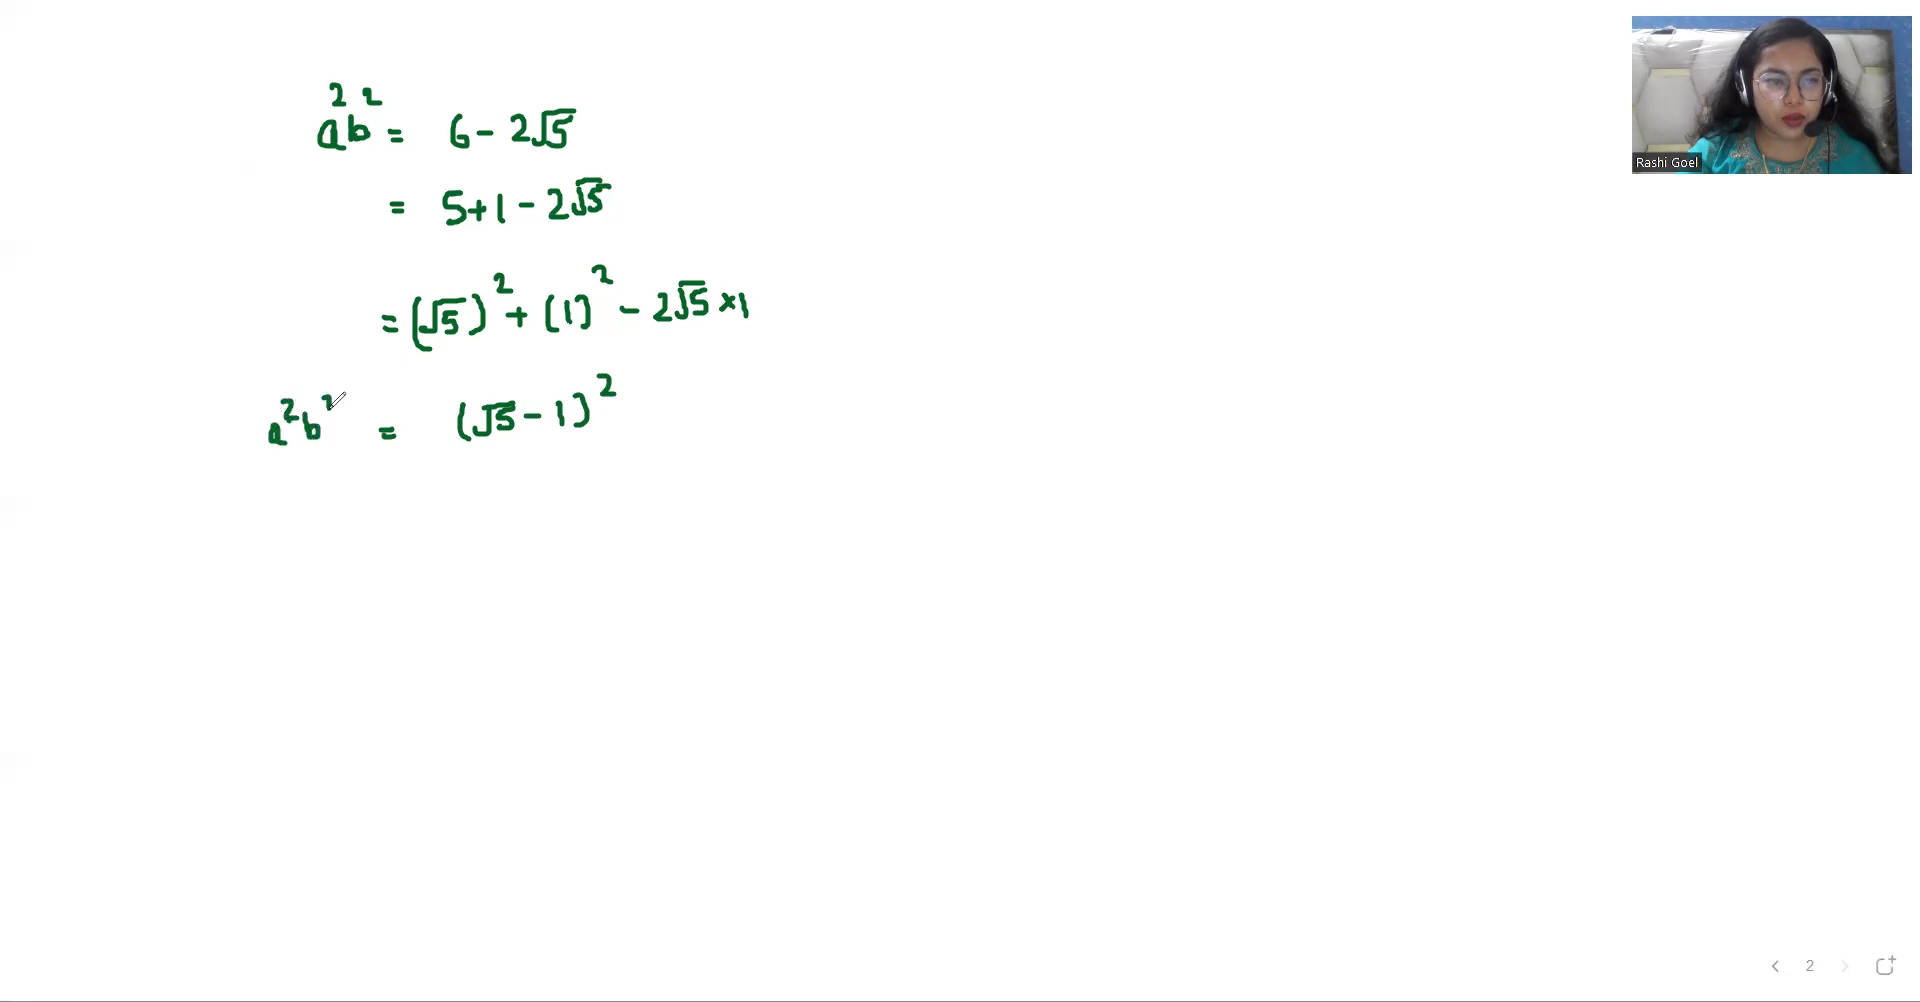 a²b² = 6 - 2√5
= 5+1 - 2√5
= (√5)² + (1)² - 2√5 ×1
a²b² = (√5 - 1)²
Rashi Goel
2